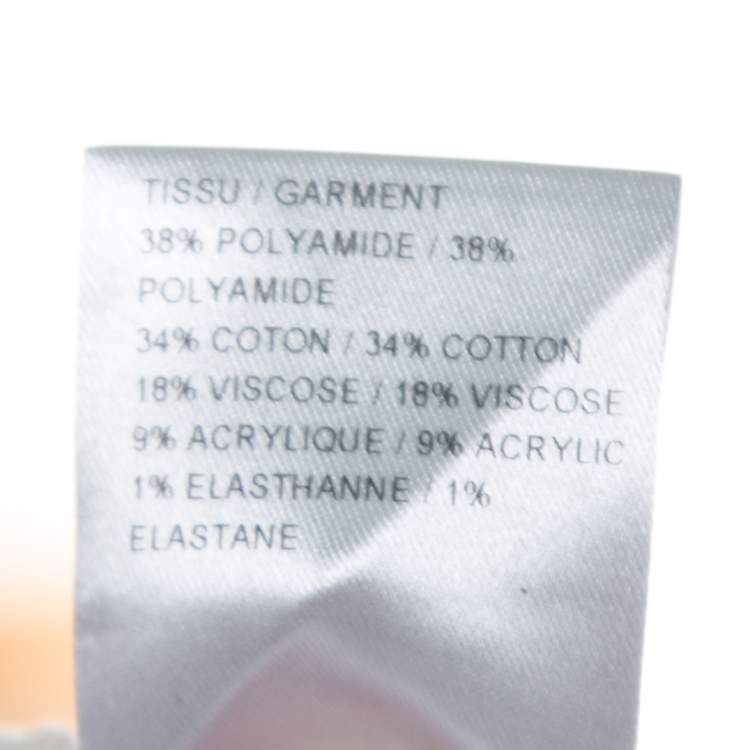 TISSU / GARMENT
38% POLYAMIDE / 38%
POLYAMIDE
34% COTON / 34% COTTON
18% VISCOSE / 18% VISCOSE
9% ACRYLIQUE / 9% ACRYLIC
1% ELASTHANNE / 1%
ELASTANE